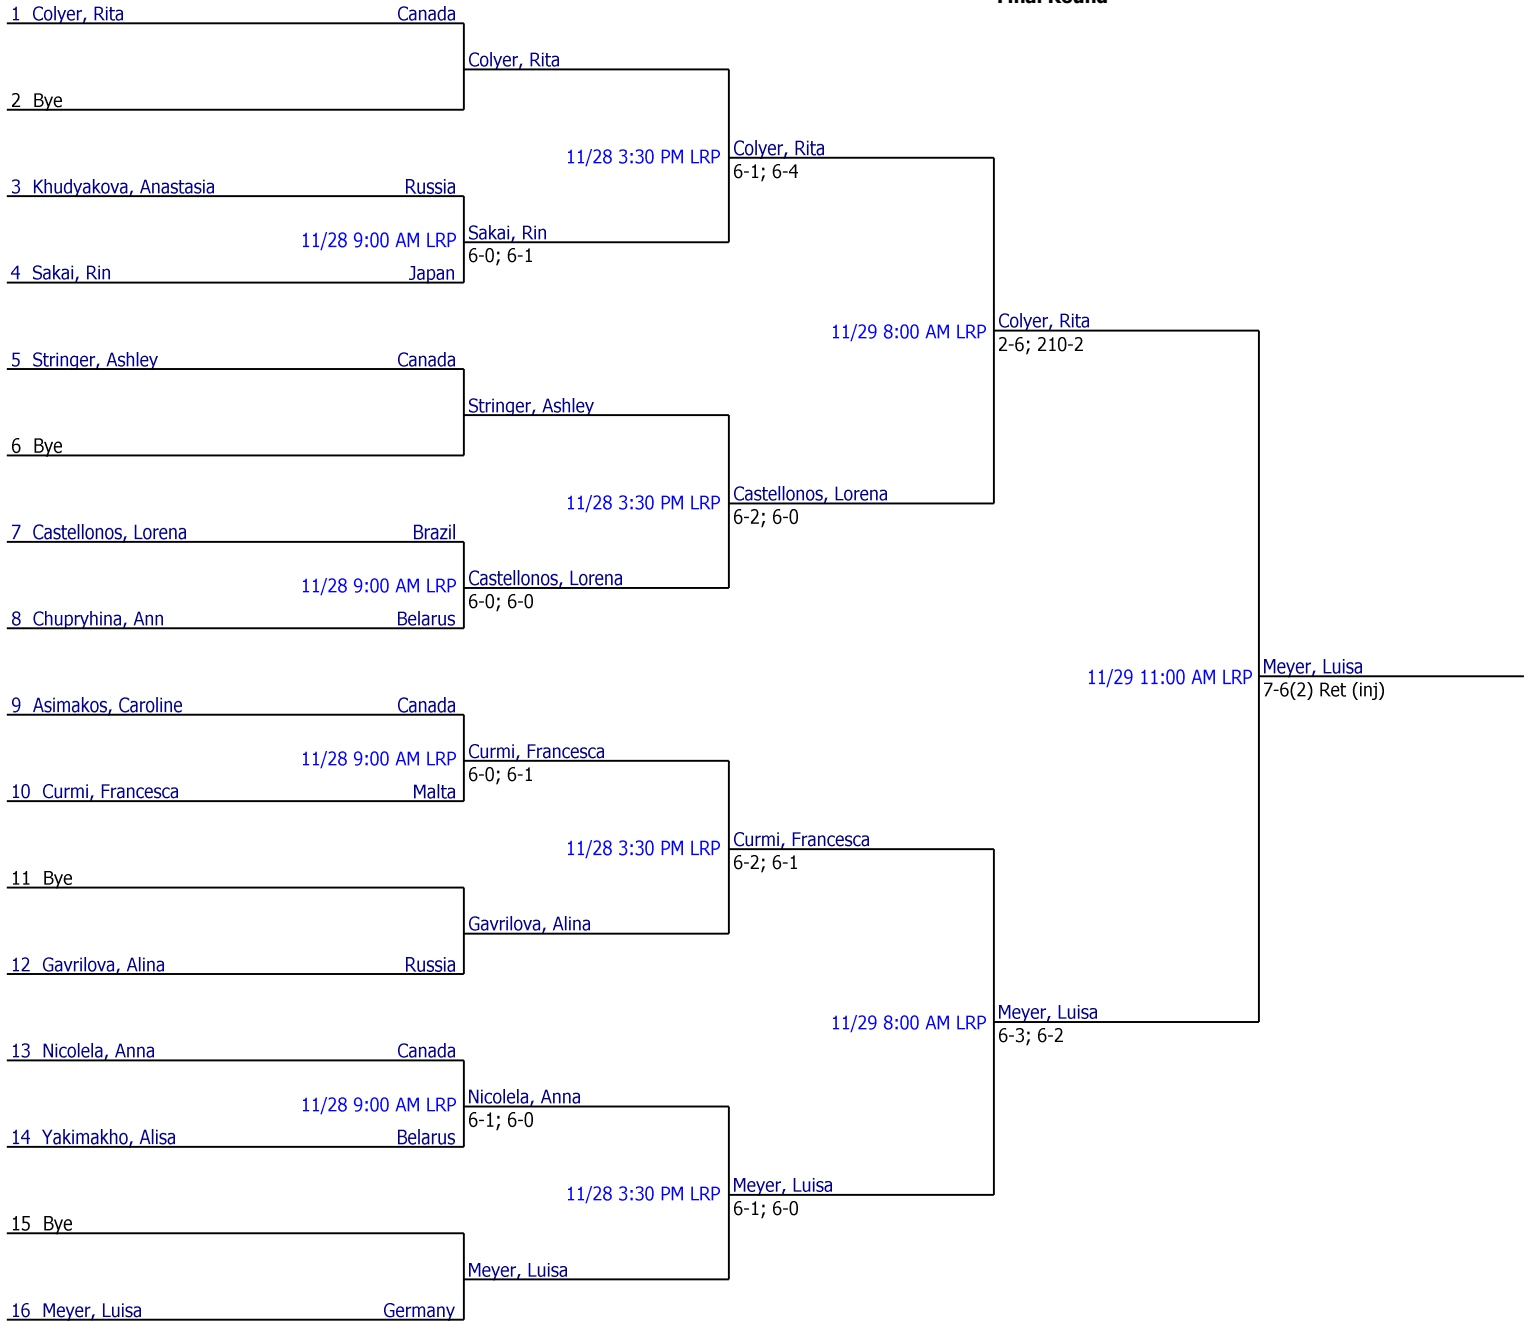 Final Round
1 Colyer, Rita Canada
Colyer, Rita
2 Bye
11/28 3:30 PM LRP Colyer, Rita
6-1; 6-4
3 Khudyakova, Anastasia Russia
11/28 9:00 AM LRP Sakai, Rin
6-0; 6-1
4 Sakai, Rin Japan
11/29 8:00 AM LRP Colyer, Rita
2-6; 210-2
5 Stringer, Ashley Canada
Stringer, Ashley
6 Bye
11/28 3:30 PM LRP Castellonos, Lorena
6-2; 6-0
7 Castellonos, Lorena Brazil
11/28 9:00 AM LRP Castellonos, Lorena
6-0; 6-0
8 Chupryhina, Ann Belarus
11/29 11:00 AM LRP Meyer, Luisa
7-6(2) Ret (inj)
9 Asimakos, Caroline Canada
11/28 9:00 AM LRP Curmi, Francesca
6-0; 6-1
10 Curmi, Francesca Malta
11/28 3:30 PM LRP Curmi, Francesca
6-2; 6-1
11 Bye
Gavrilova, Alina
12 Gavrilova, Alina Russia
11/29 8:00 AM LRP Meyer, Luisa
6-3; 6-2
13 Nicolela, Anna Canada
11/28 9:00 AM LRP Nicolela, Anna
6-1; 6-0
14 Yakimakho, Alisa Belarus
11/28 3:30 PM LRP Meyer, Luisa
6-1; 6-0
15 Bye
Meyer, Luisa
16 Meyer, Luisa Germany